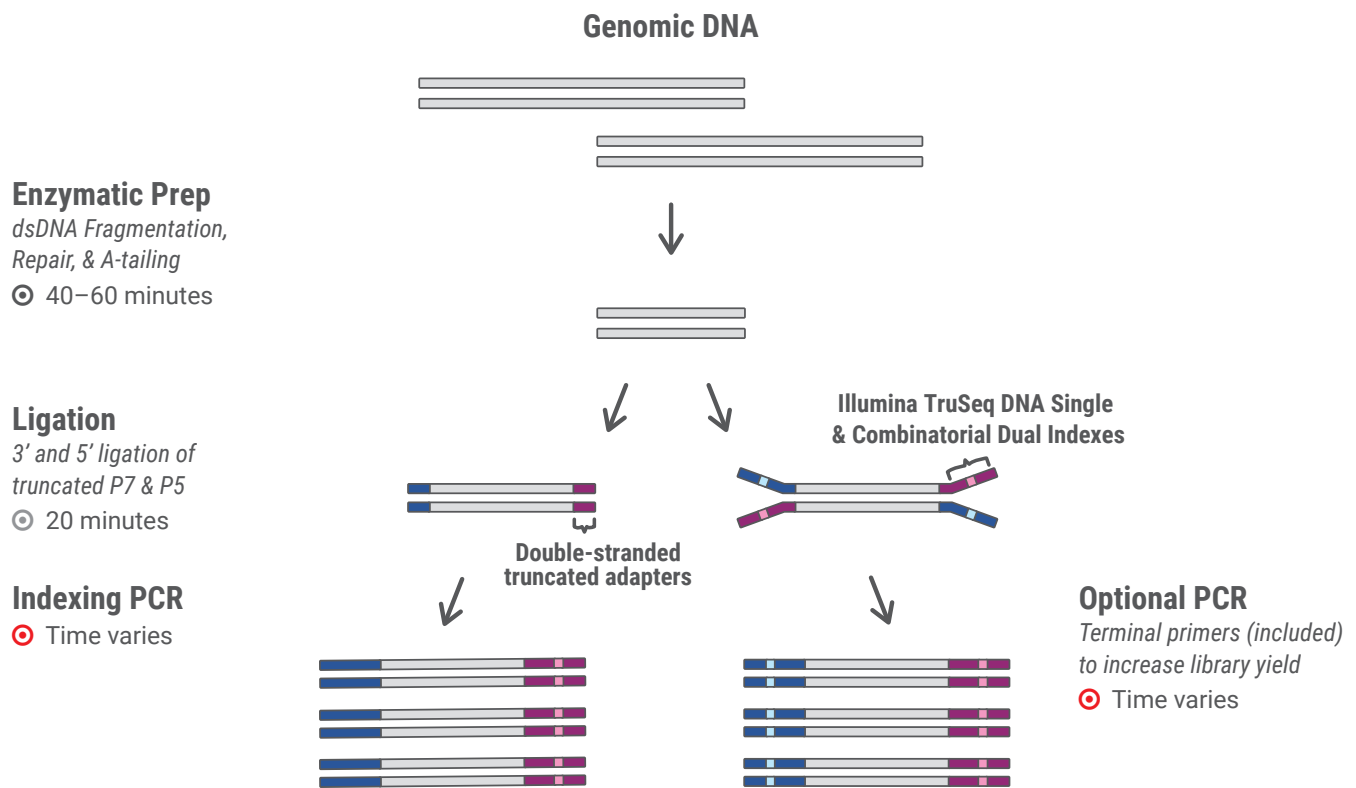 Genomic DNA
Enzymatic Prep
dsDNA Fragmentation,
Repair, & A-tailing
40–60 minutes
Ligation
3’ and 5’ ligation of
truncated P7 & P5
20 minutes
Illumina TruSeq DNA Single
& Combinatorial Dual Indexes
Double-stranded
truncated adapters
Indexing PCR
Time varies
Optional PCR
Terminal primers (included)
to increase library yield
Time varies